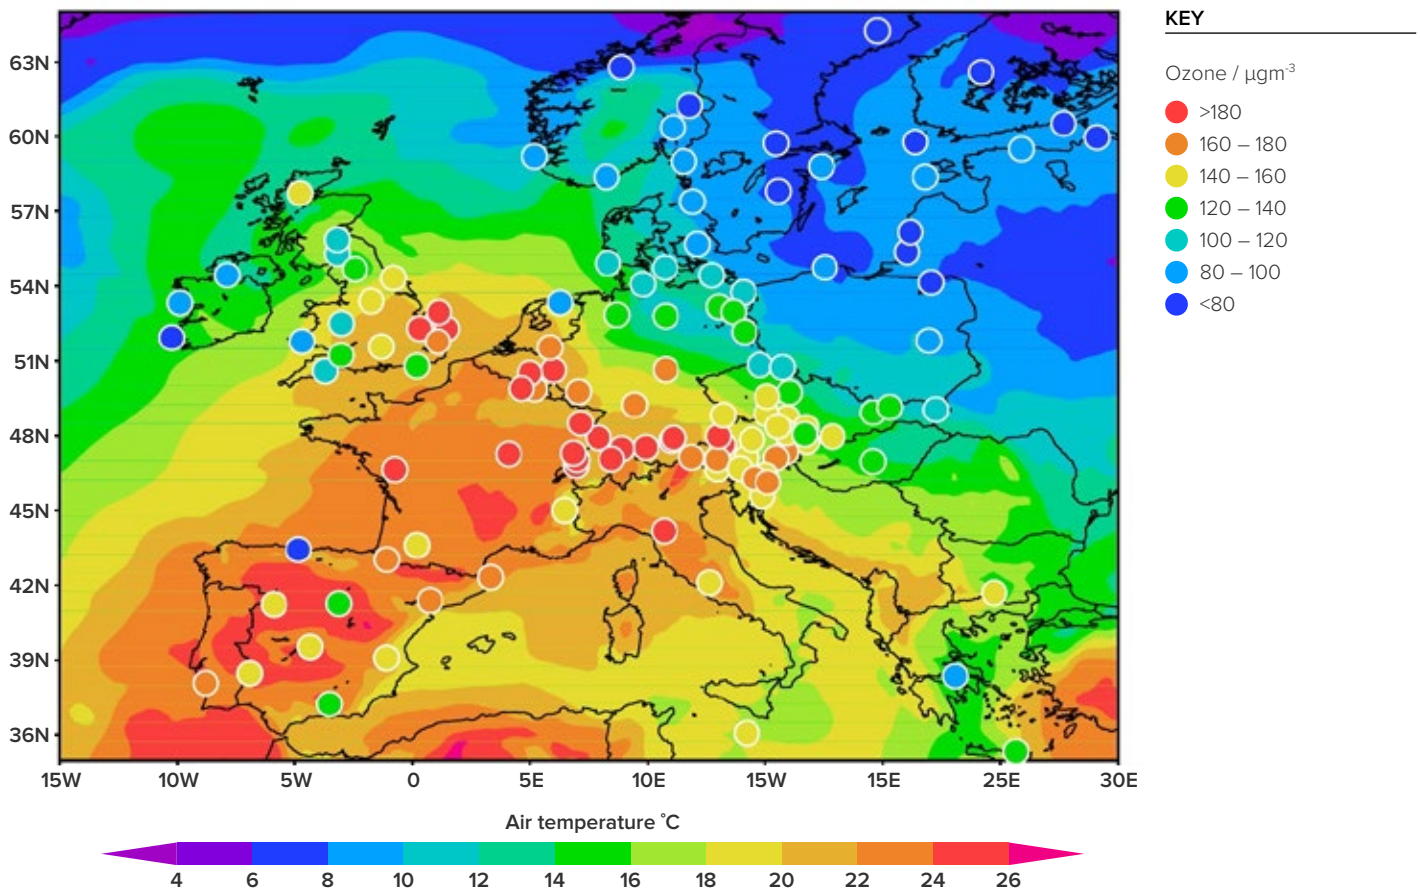 KEY
Ozone / μgm-3
>180
160 – 180
140 – 160
120 – 140
100 – 120
80 – 100
<80
63N
60N
57N
54N
51N
48N
45N
42N
39N
36N
15W 10W 5W 0 5E 10E 15W 15E 25E 30E
Air temperature °C
4 6 8 10 12 14 16 18 20 22 24 26